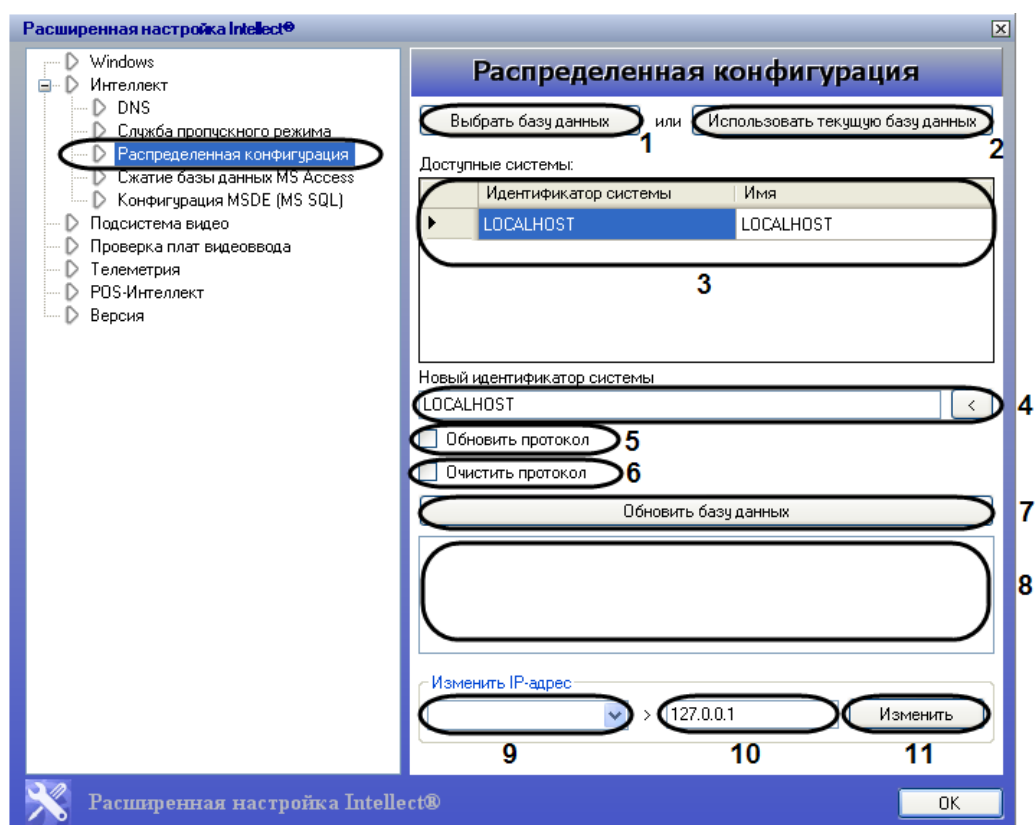 Расширенная настройка Intellect®
Windows
Интеллект
DNS
Служба пропускного режима
Распределенная конфигурация
Сжатие базы данных MS Access
Конфигурация MSDE (MS SQL)
Подсистема видео
Проверка плат видеоввода
Телеметрия
POS-Интеллект
Версия
Распределенная конфигурация
Выбрать базу данных или Использовать текущую базу данных
1 2
Доступные системы:
Идентификатор системы Имя
LOCALHOST LOCALHOST
3
Новый идентификатор системы
LOCALHOST < 4
Обновить протокол 5
Очистить протокол 6
Обновить базу данных 7
8
Изменить IP-адрес
> 127.0.0.1 Изменить
9 10 11
Расширенная настройка Intellect® OK